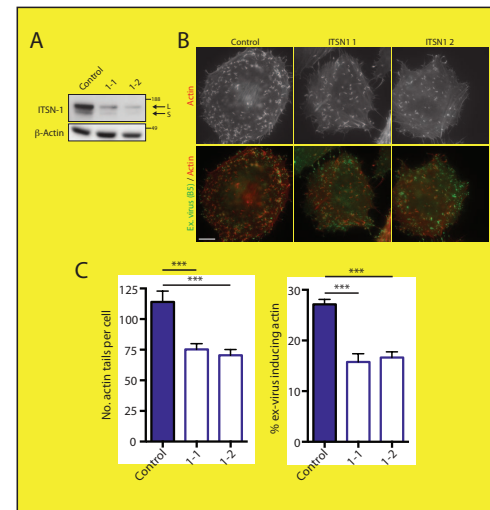 A
Control
1-1
1-2
188
ITSN-1
L
S
49
β-Actin
B
Control
ITSN1 1
ITSN1 2
Actin
Ex. virus (B5) / Actin
C
***
***
125
100
75
50
25
0
No. actin tails per cell
Control
1-1
1-2
***
***
30
20
10
0
% ex-virus inducing actin
Control
1-1
1-2